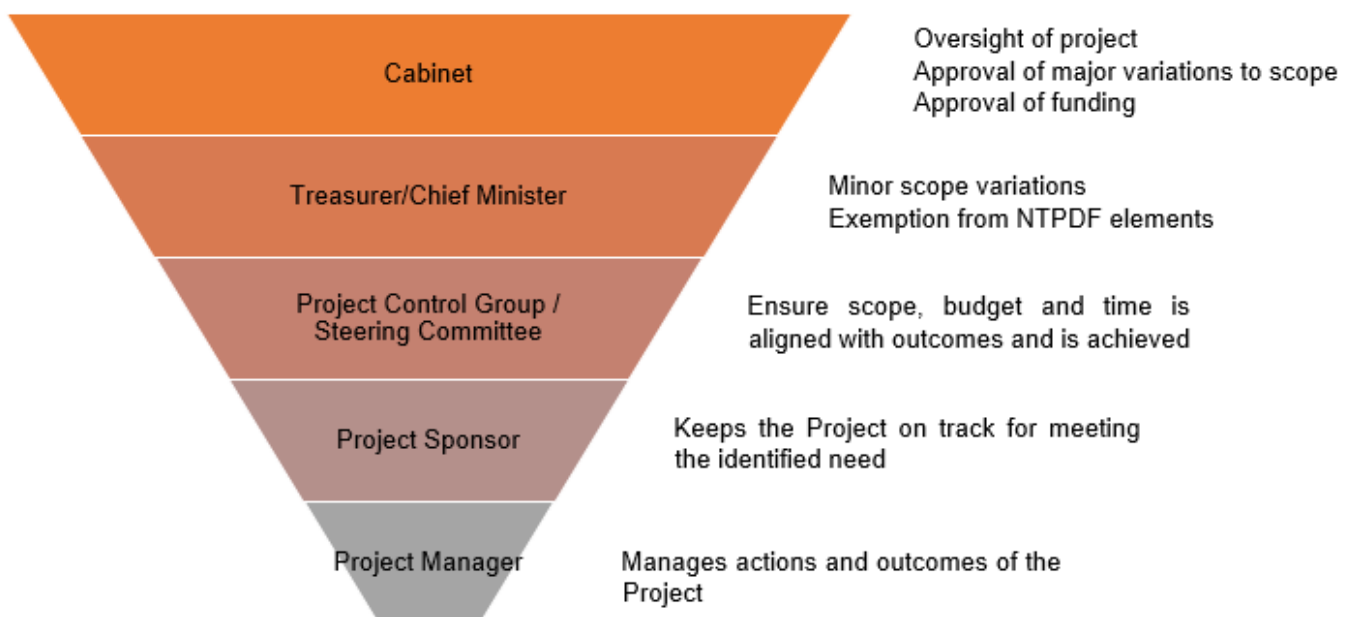 Cabinet
Oversight of project
Approval of major variations to scope
Approval of funding
Treasurer/Chief Minister
Minor scope variations
Exemption from NTPDF elements
Project Control Group /
Steering Committee
Ensure scope, budget and time is
aligned with outcomes and is achieved
Project Sponsor
Keeps the Project on track for meeting
the identified need
Project Manager
Manages actions and outcomes of the
Project